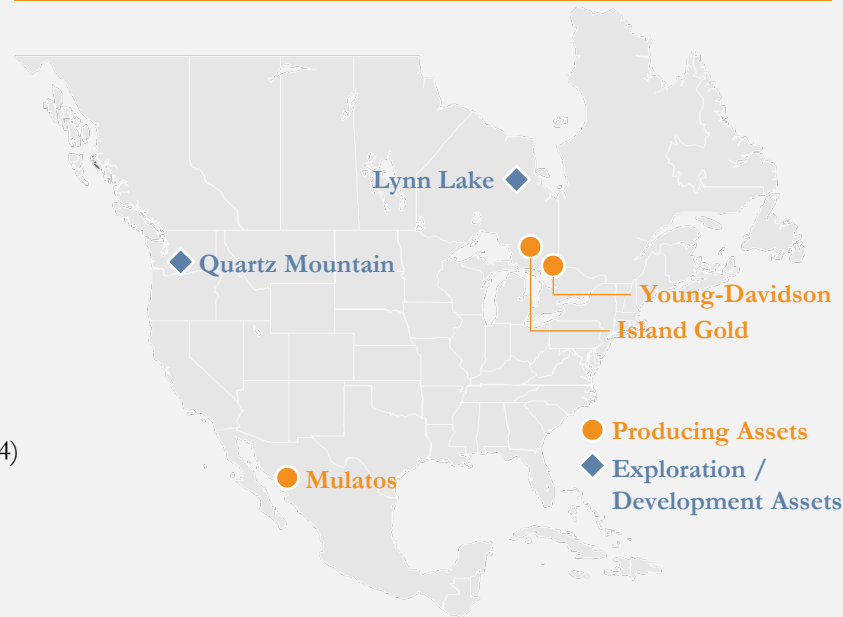 Lynn Lake
Quartz Mountain
Young-Davidson
Island Gold
4)
Mulatos
Producing Assets
Exploration /
Development Assets